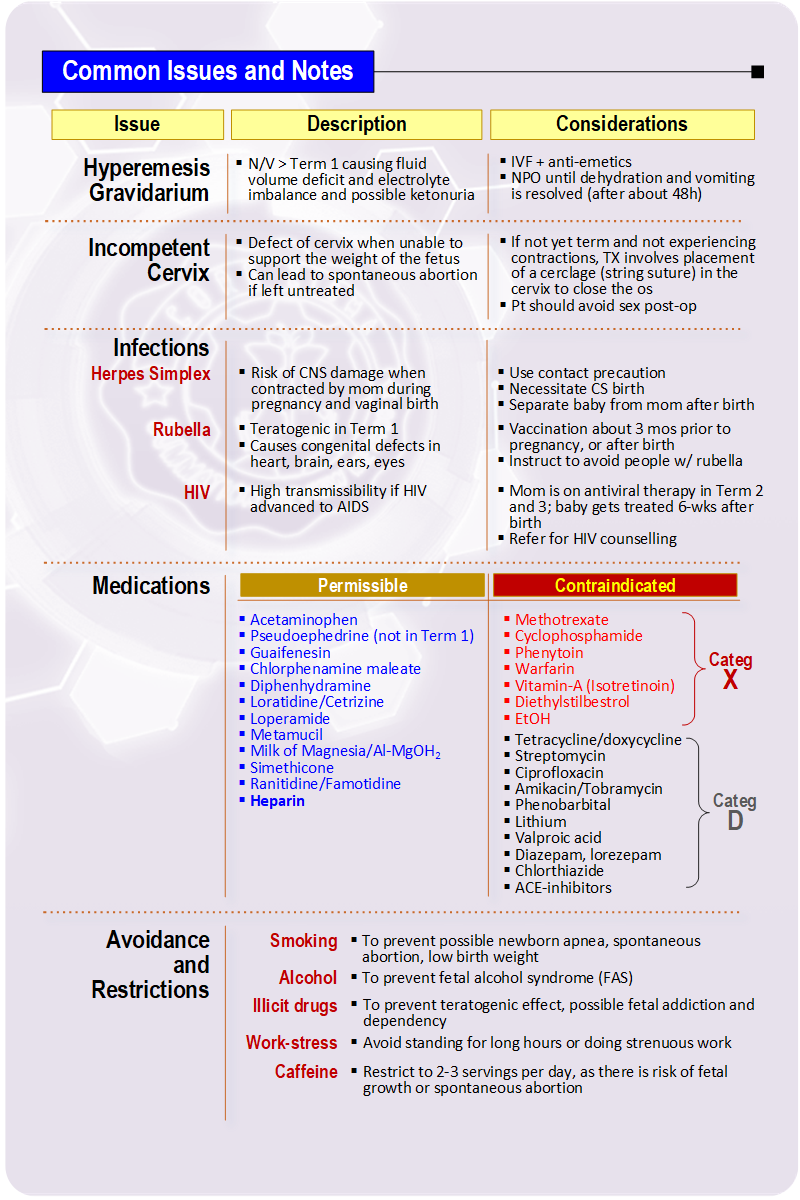 Common Issues and Notes
Issue
Description
Considerations
Hyperemesis
Gravidarium
▪ N/V > Term 1 causing fluid
volume deficit and electrolyte
imbalance and possible ketonuria
▪ IVF + anti-emetics
▪ NPO until dehydration and vomiting
is resolved (after about 48h)
Incompetent
Cervix
▪ Defect of cervix when unable to
support the weight of the fetus
▪ Can lead to spontaneous abortion
if left untreated
▪ If not yet term and not experiencing
contractions, TX involves placement
of a cerclage (string suture) in the
cervix to close the os
▪ Pt should avoid sex post-op
Infections
Herpes Simplex
▪ Risk of CNS damage when
contracted by mom during
pregnancy and vaginal birth
▪ Use contact precaution
▪ Necessitate CS birth
▪ Separate baby from mom after birth
Rubella
▪ Teratogenic in Term 1
▪ Causes congenital defects in
heart, brain, ears, eyes
▪ Vaccination about 3 mos prior to
pregnancy, or after birth
▪ Instruct to avoid people w/ rubella
HIV
▪ High transmissibility if HIV
advanced to AIDS
▪ Mom is on antiviral therapy in Term 2
and 3; baby gets treated 6-wks after
birth
▪ Refer for HIV counselling
Medications
Permissible
▪ Acetaminophen
▪ Pseudoephedrine (not in Term 1)
▪ Guaifenesin
▪ Chlorphenamine maleate
▪ Diphenhydramine
▪ Loratidine/Cetrizine
▪ Loperamide
▪ Metamucil
▪ Milk of Magnesia/Al-MgOH₂
▪ Simethicone
▪ Ranitidine/Famotidine
▪ Heparin
Contraindicated
▪ Methotrexate
▪ Cyclophosphamide
▪ Phenytoin
▪ Warfarin
▪ Vitamin-A (Isotretinoin)
▪ Diethylstilbestrol
▪ EtOH
Categ
X
▪ Tetracycline/doxycycline
▪ Streptomycin
▪ Ciprofloxacin
▪ Amikacin/Tobramycin
▪ Phenobarbital
▪ Lithium
▪ Valproic acid
▪ Diazepam, lorezepam
▪ Chlorthiazide
▪ ACE-inhibitors
Categ
D
Avoidance
and
Restrictions
Smoking
▪ To prevent possible newborn apnea, spontaneous
abortion, low birth weight
Alcohol
▪ To prevent fetal alcohol syndrome (FAS)
Illicit drugs
▪ To prevent teratogenic effect, possible fetal addiction and
dependency
Work-stress
▪ Avoid standing for long hours or doing strenuous work
Caffeine
▪ Restrict to 2-3 servings per day, as there is risk of fetal
growth or spontaneous abortion